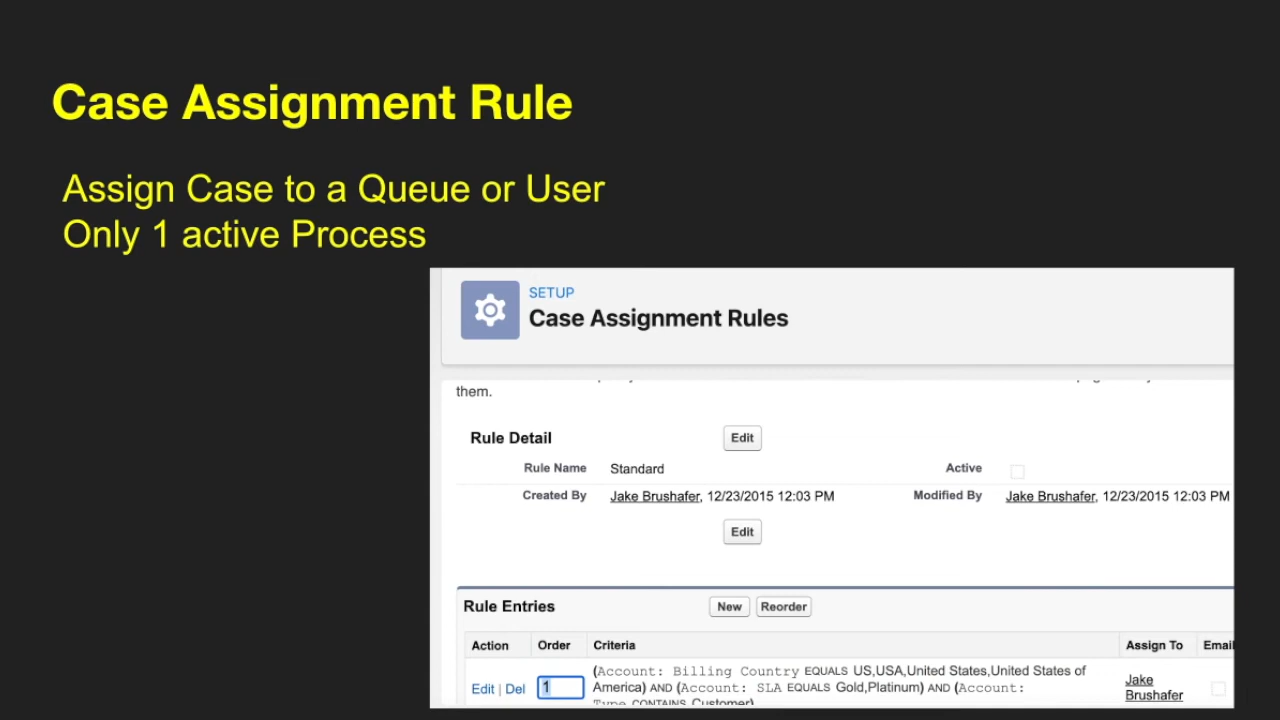 Case Assignment Rule
Assign Case to a Queue or User
Only 1 active Process
SETUP
Case Assignment Rules
them.
Rule Detail
Edit
Rule Name Standard Active
Created By Jake Brushafer, 12/23/2015 12:03 PM Modified By Jake Brushafer, 12/23/2015 12:03 PM
Edit
Rule Entries New Reorder
Action Order Criteria Assign To Email
Edit | Del 1 (Account: Billing Country EQUALS US,USA,United States,United States of
America) AND (Account: SLA EQUALS Gold,Platinum) AND (Account:
Type CONTAINS Customer)
Jake
Brushafer